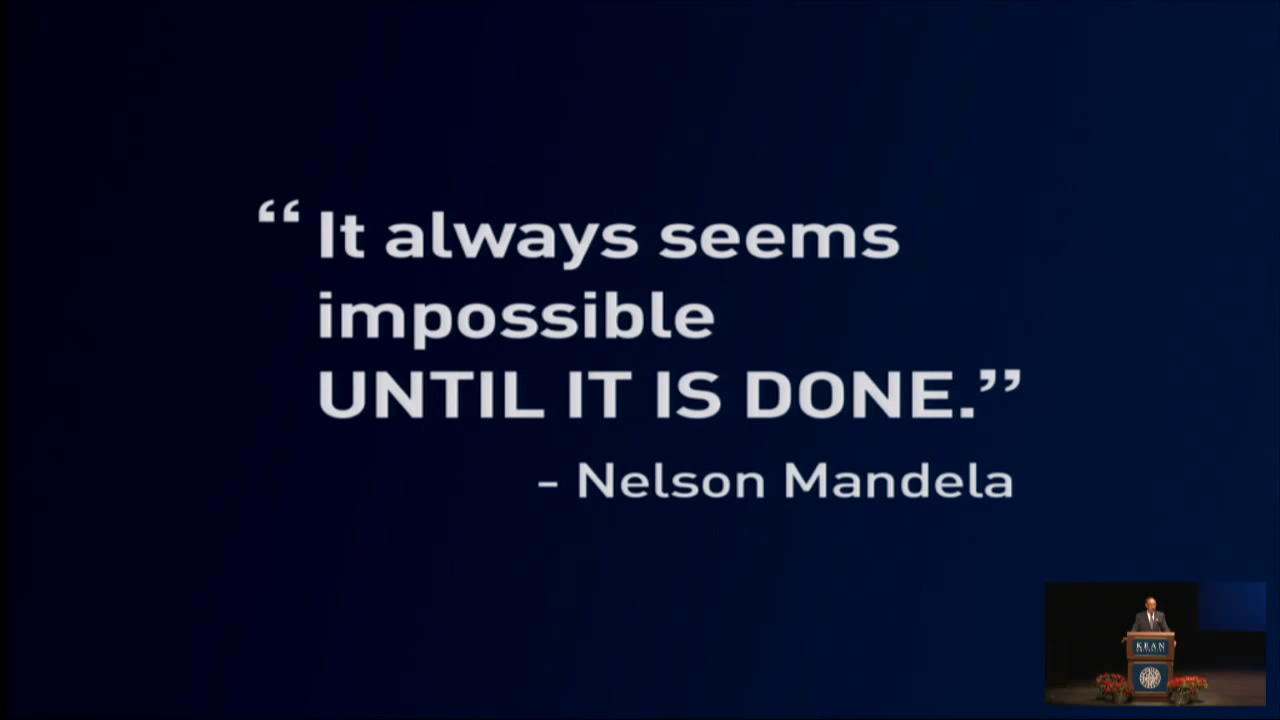 “It always seems
impossible
UNTIL IT IS DONE.”
- Nelson Mandela
KEAN